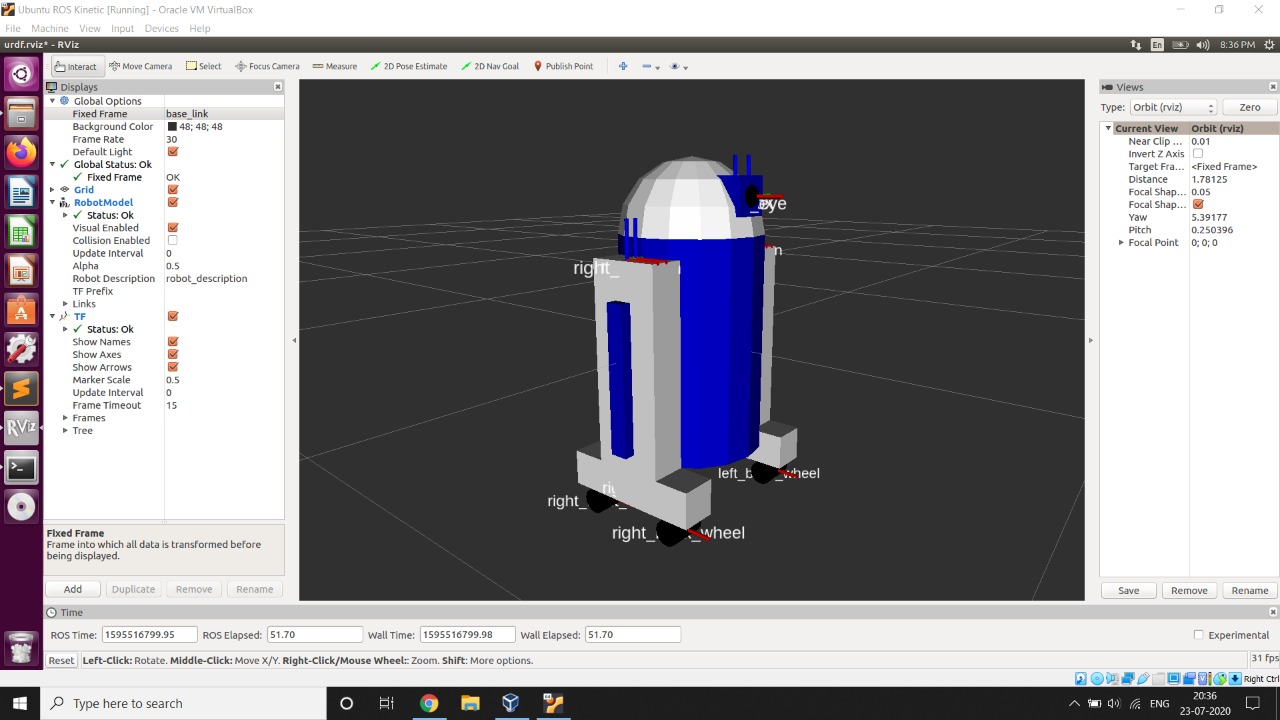 Ubuntu ROS Kinetic [Running] - Oracle VM VirtualBox
File Machine View Input Devices Help
urdf.rviz* - RViz
En 8:36 PM
Interact Move Camera Select Focus Camera Measure 2D Pose Estimate 2D Nav Goal Publish Point
Displays
Global Options
Fixed Frame base_link
Background Color 48; 48; 48
Frame Rate 30
Default Light
Global Status: Ok
Fixed Frame OK
Grid
RobotModel
Status: Ok
Visual Enabled
Collision Enabled
Update Interval 0
Alpha 0.5
Robot Description robot_description
TF Prefix
Links
TF
Status: Ok
Show Names
Show Axes
Show Arrows
Marker Scale 0.5
Update Interval 0
Frame Timeout 15
Frames
Tree
Fixed Frame
Frame into which all data is transformed before
being displayed.
Add Duplicate Remove Rename
right_
left_b
wheel
right_
right_
_wheel
Views
Type: Orbit (rviz) Zero
Current View Orbit (rviz)
Near Clip ... 0.01
Invert Z Axis
Target Fra... <Fixed Frame>
Distance 1.78125
Focal Shap... 0.05
Focal Shap...
Yaw 5.39177
Pitch 0.250396
Focal Point 0; 0; 0
Save Remove Rename
Time
ROS Time: 1595516799.95 ROS Elapsed: 51.70 Wall Time: 1595516799.98 Wall Elapsed: 51.70 Experimental
Reset Left-Click: Rotate. Middle-Click: Move X/Y. Right-Click/Mouse Wheel:: Zoom. Shift: More options. 31 fps
Right Ctrl
RViz
Type here to search
ENG
20:36
23-07-2020